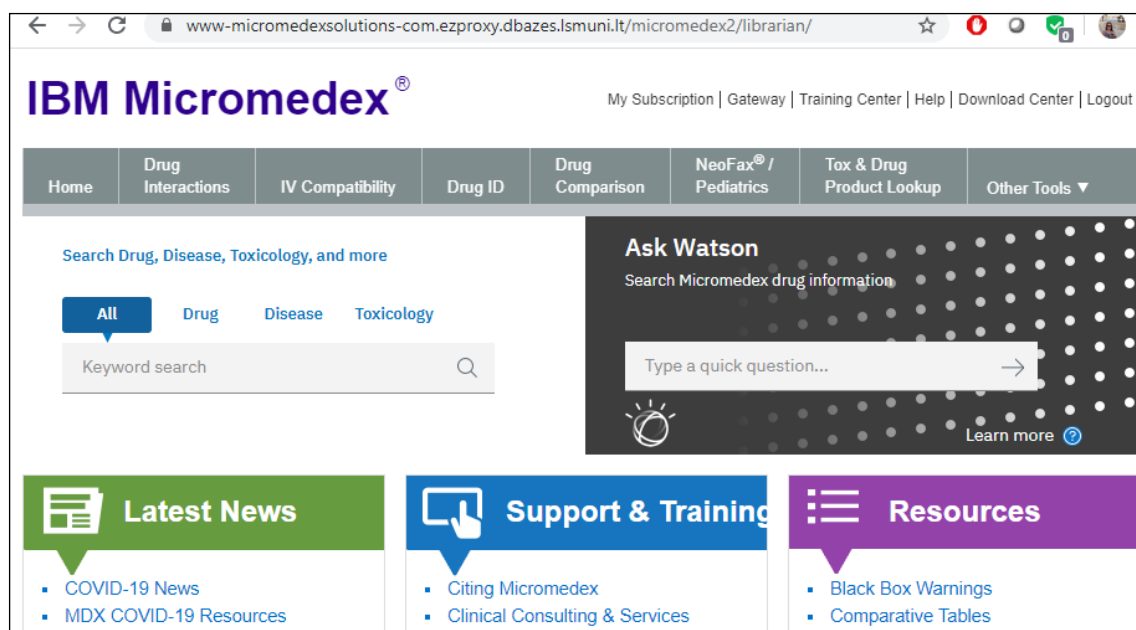 www-micromedexsolutions-com.ezproxy.dbazes.lsmuni.lt/micromedex2/librarian/
0
IBM Micromedex®
My Subscription | Gateway | Training Center | Help | Download Center | Logout
Home
Drug
Interactions
IV Compatibility
Drug ID
Drug
Comparison
NeoFax® /
Pediatrics
Tox & Drug
Product Lookup
Other Tools ▼
Search Drug, Disease, Toxicology, and more
All Drug Disease Toxicology
Keyword search
Ask Watson
Search Micromedex drug information
Type a quick question...
Learn more ?
Latest News
COVID-19 News
MDX COVID-19 Resources
Support & Training
Citing Micromedex
Clinical Consulting & Services
Resources
Black Box Warnings
Comparative Tables